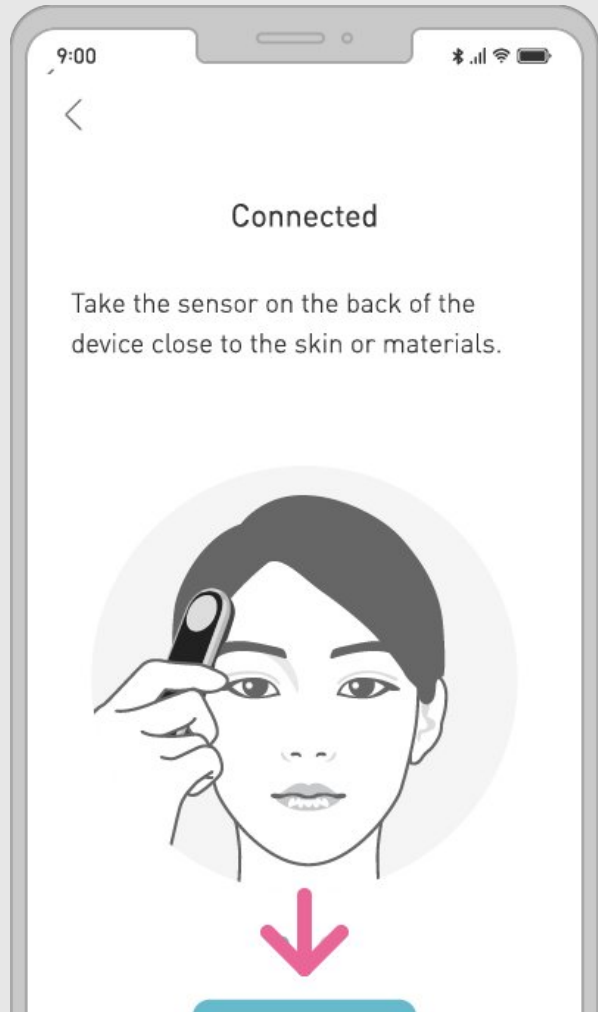 9:00
Connected
Take the sensor on the back of the
device close to the skin or materials.